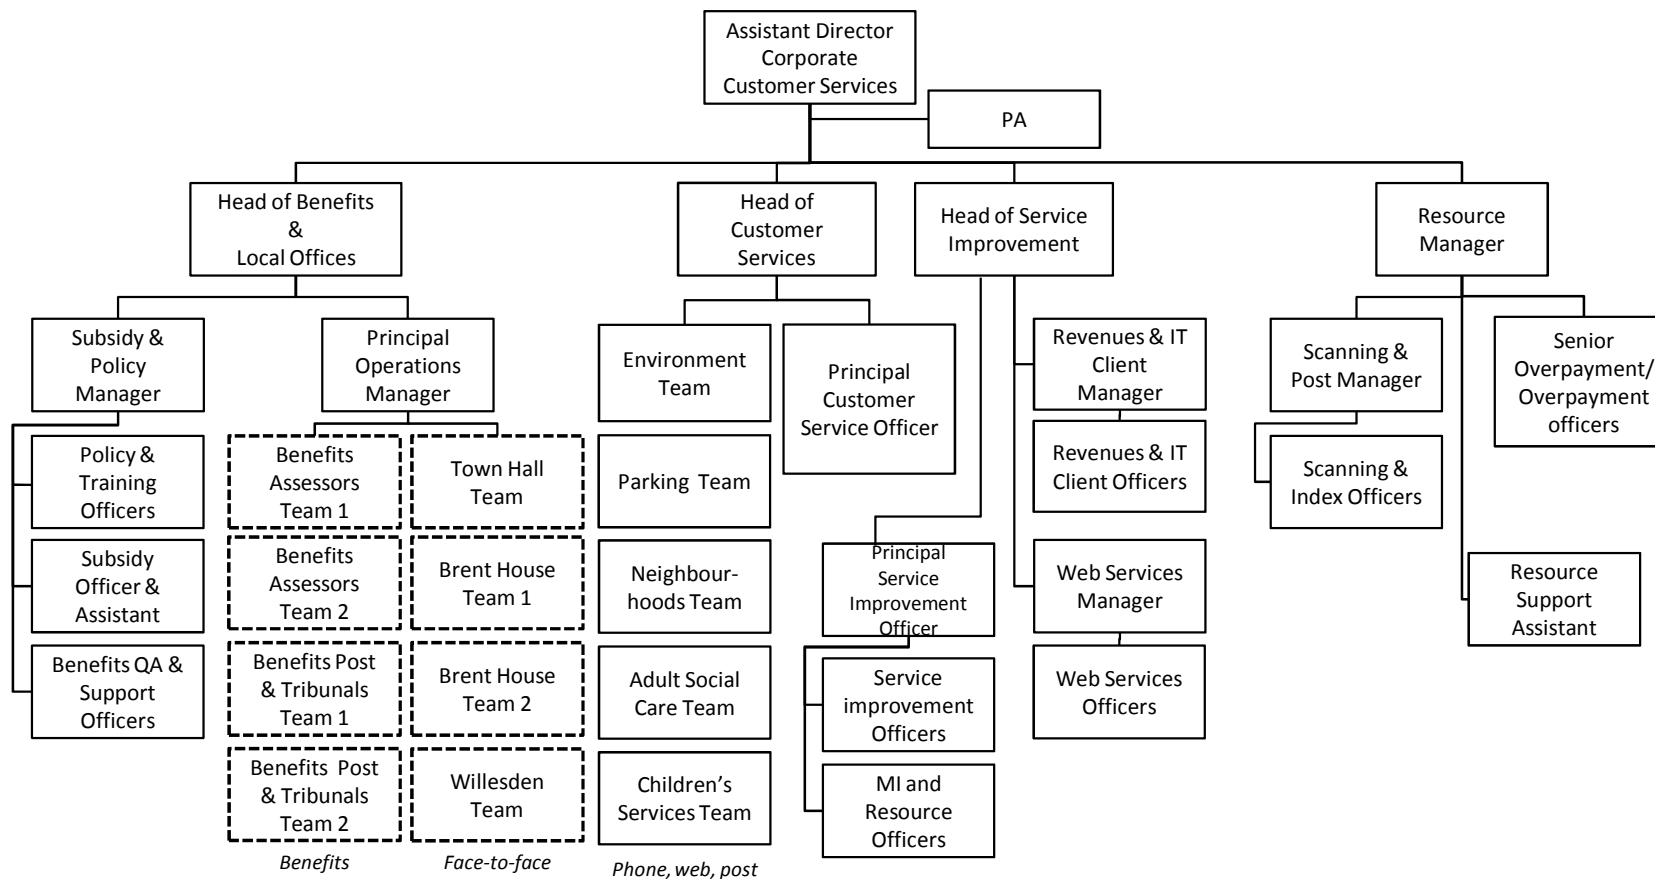 Assistant Director
Corporate
Customer Services
PA
Head of Benefits
&
Local Offices
Head of
Customer
Services
Head of Service
Improvement
Resource
Manager
Subsidy &
Policy
Manager
Principal
Operations
Manager
Environment
Team
Principal
Customer
Service Officer
Revenues & IT
Client
Manager
Scanning &
Post Manager
Senior
Overpayment/
Overpayment
officers
Policy &
Training
Officers
Benefits
Assessors
Team 1
Town Hall
Team
Parking Team
Revenues & IT
Client Officers
Scanning &
Index Officers
Subsidy
Officer &
Assistant
Benefits
Assessors
Team 2
Brent House
Team 1
Neighbour-
hoods Team
Principal
Service
Improvement
Officer
Web Services
Manager
Resource
Support
Assistant
Benefits QA &
Support
Officers
Benefits Post
& Tribunals
Team 1
Brent House
Team 2
Adult Social
Care Team
Service
improvement
Officers
Web Services
Officers
Benefits Post
& Tribunals
Team 2
Willesden
Team
Children's
Services Team
MI and
Resource
Officers
Benefits
Face-to-face
Phone, web, post